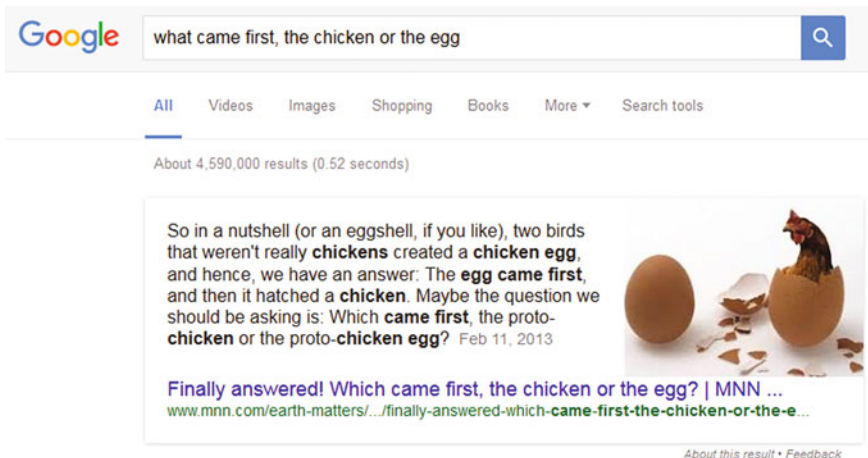 Google
what came first, the chicken or the egg
All Videos Images Shopping Books More ▾ Search tools
About 4,590,000 results (0.52 seconds)
So in a nutshell (or an eggshell, if you like), two birds
that weren't really chickens created a chicken egg,
and hence, we have an answer: The egg came first,
and then it hatched a chicken. Maybe the question we
should be asking is: Which came first, the proto-
chicken or the proto-chicken egg? Feb 11, 2013
Finally answered! Which came first, the chicken or the egg? | MNN ...
www.mnn.com/earth-matters/.../finally-answered-which-came-first-the-chicken-or-the-e...
About this result • Feedback